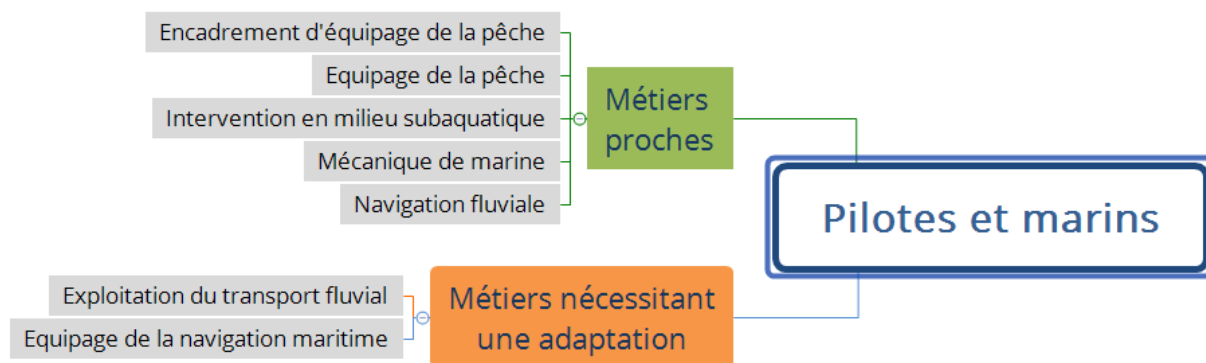 Encadrement d'équipage de la pêche
Equipage de la pêche
Intervention en milieu subaquatique
Mécanique de marine
Navigation fluviale
Métiers
proches
Pilotes et marins
Exploitation du transport fluvial
Equipage de la navigation maritime
Métiers nécessitant
une adaptation